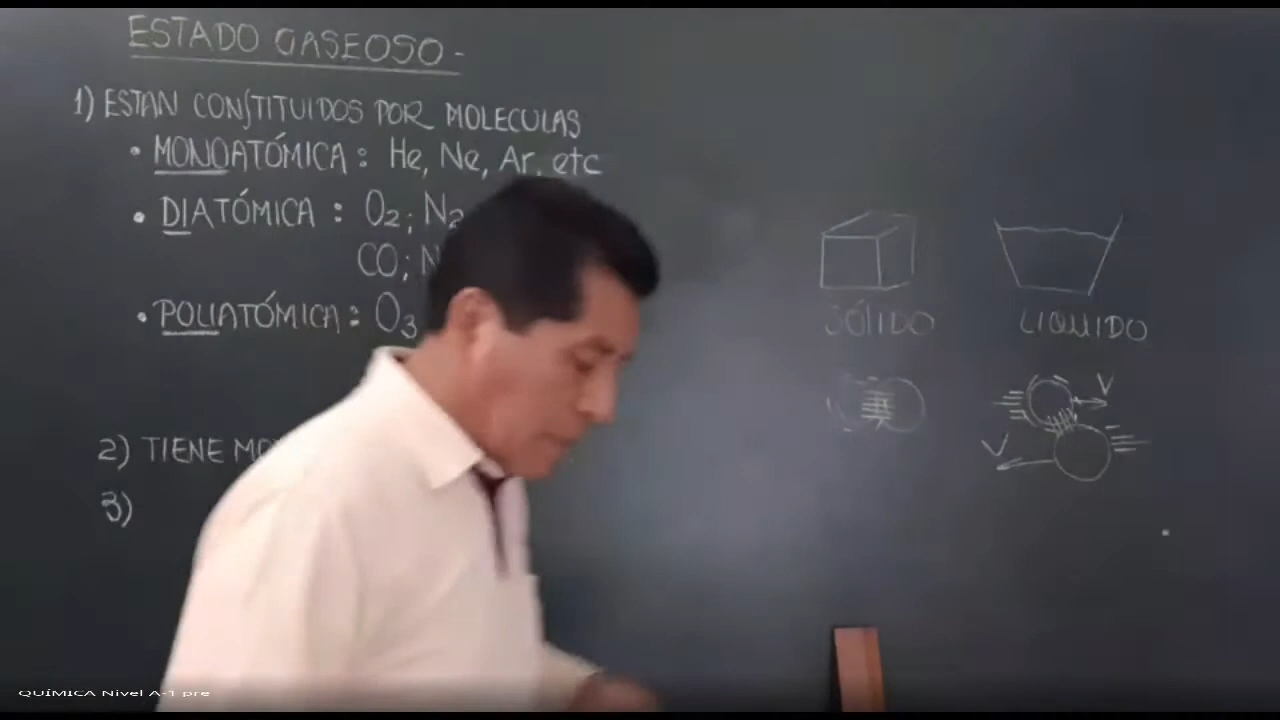 ESTADO GASEOSO -
1) ESTAN CONSTITUIDOS POR MOLECULAS
• MONOATÓMICA : He, Ne, Ar, etc
• DIATÓMICA : O₂; N₂
CO;
• POLIATÓMICA : O₃
2) TIENE
3)
SÓLIDO
LIQUIDO
V
V
QUÍMICA Nivel A-1 pre